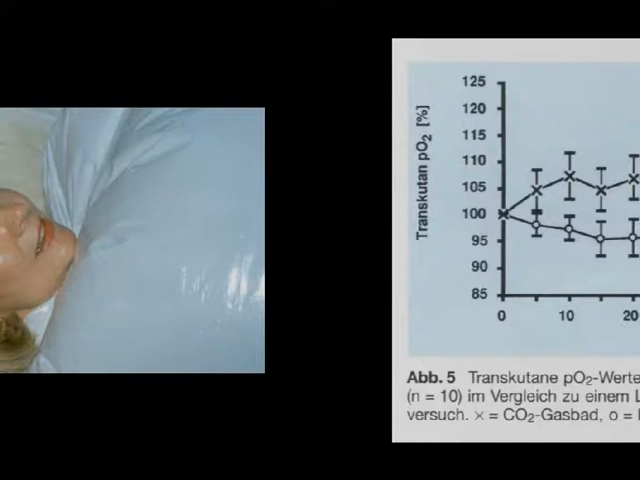 125
120
115
110
105
100
95
90
85
Transkutan pO2 [%]
0 10 20
Abb. 5 Transkutane pO2-Werte
(n = 10) im Vergleich zu einem L
versuch. × = CO2-Gasbad, o =